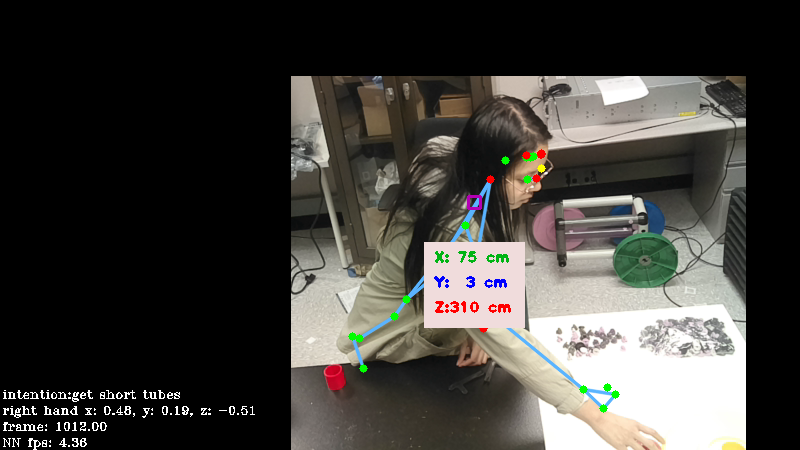 X: 75 cm
Y: 3 cm
Z:310 cm
intention:get short tubes
right hand x: 0.48, y: 0.19, z: −0.51
frame: 1012.00
NN fps: 4.36